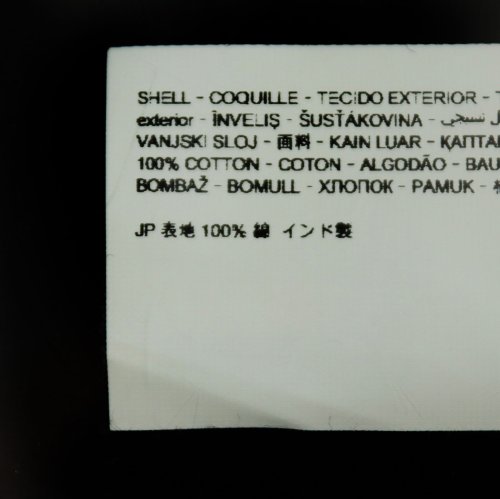 SHELL - COQUILLE - TECIDO EXTERIOR -
exterior - ÎNVELIŞ - ŠUSŤÁKOVINA -
VANJSKI SLOJ - 面料 - KAIN LUAR -
100% COTTON - COTON - ALGODÃO -
BOMBAŽ - BOMULL - ХЛОПОК - PAMUK -
JP 表地 100% 綿 インド製